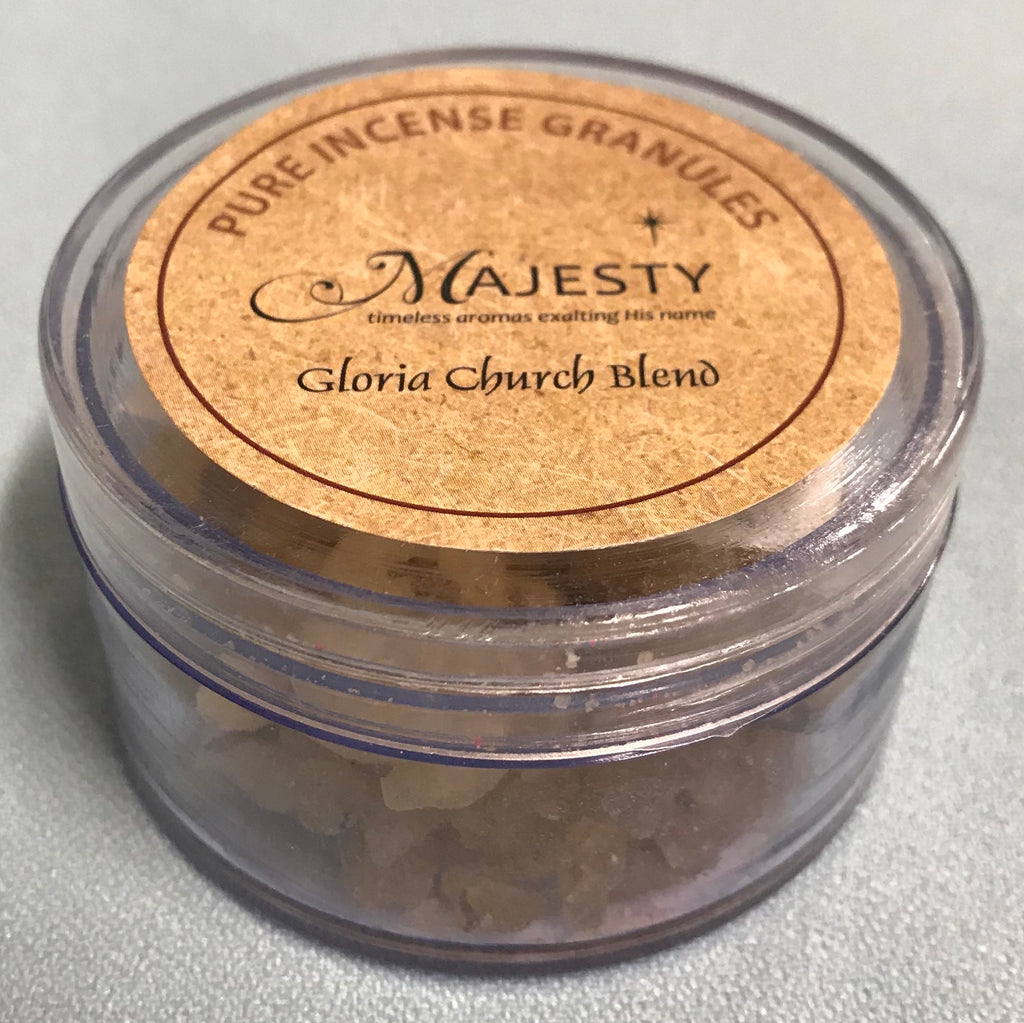 PURE INCENSE GRANULES
MAJESTY
timeless aromas exalting His name
Gloria Church Blend